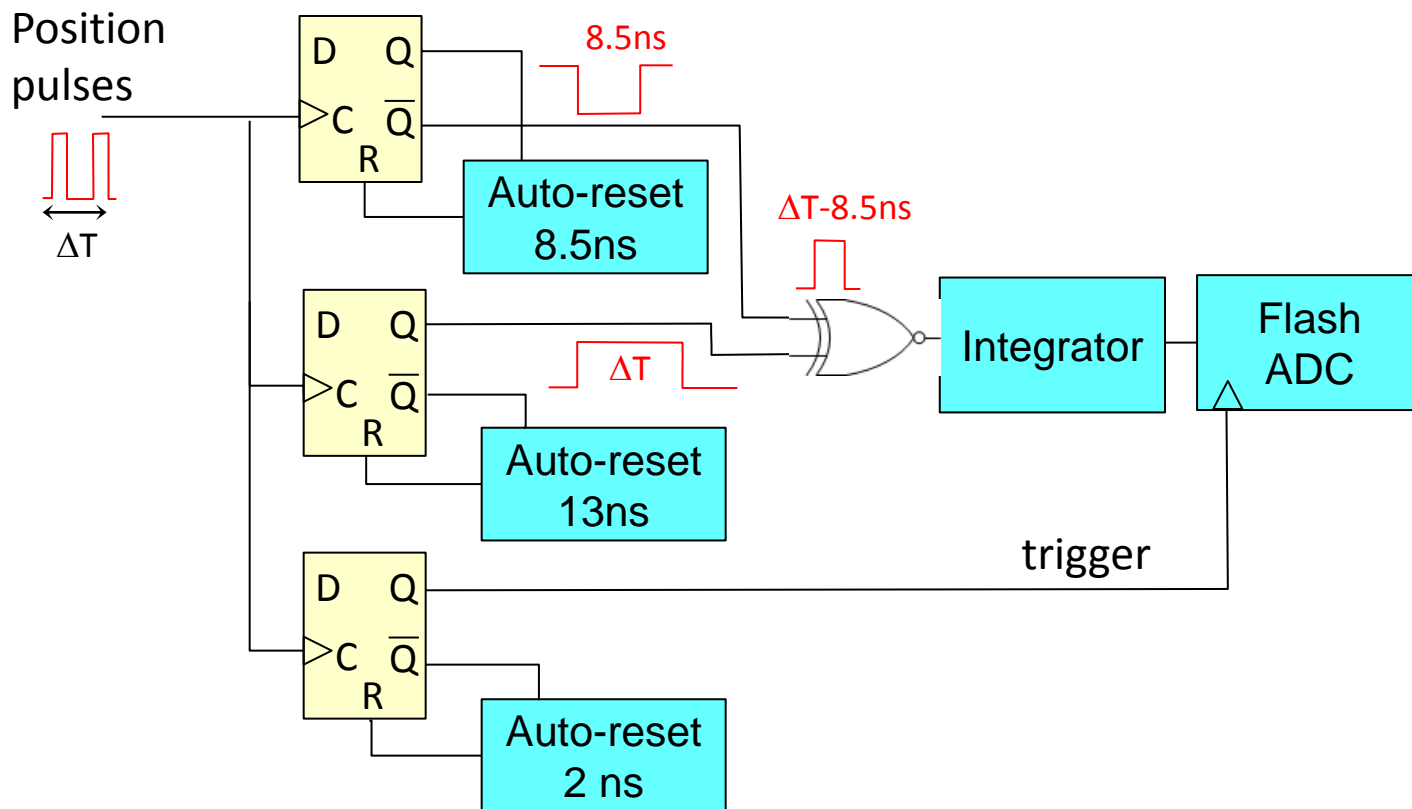 Position
pulses
ΔT
D Q
C Q̅
R
8.5ns
Auto-reset
8.5ns
ΔT-8.5ns
D Q
C Q̅
R
ΔT
Auto-reset
13ns
Integrator
Flash
ADC
trigger
D Q
C Q̅
R
Auto-reset
2 ns